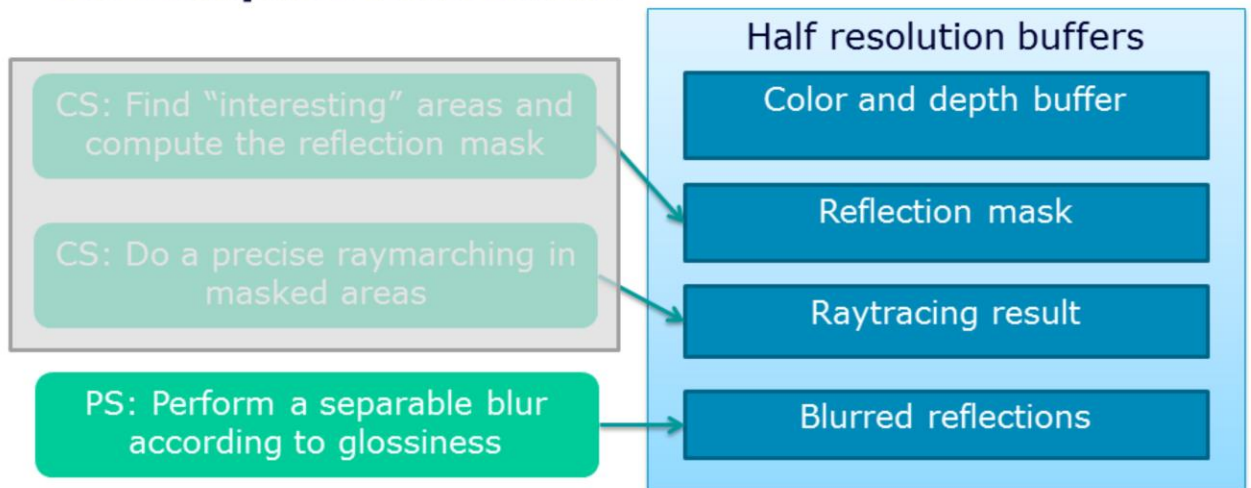 Half resolution buffers
CS: Find “interesting” areas and
compute the reflection mask
CS: Do a precise raymarching in
masked areas
PS: Perform a separable blur
according to glossiness
Color and depth buffer
Reflection mask
Raytracing result
Blurred reflections